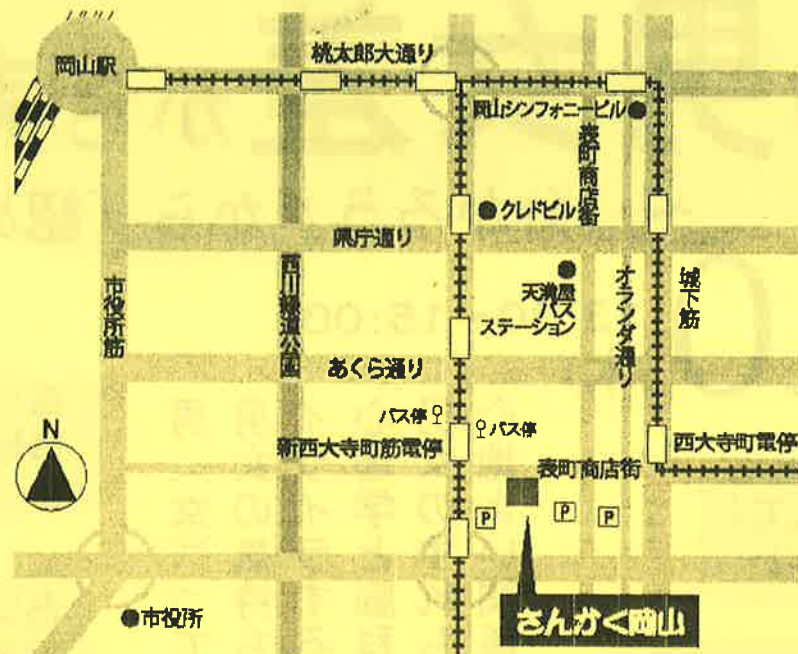 岡山駅
桃太郎大通り
岡山シンフォニービル
表町商店街
クレドビル
県庁通り
市役所筋
西川緑道公園
天満屋
バス
ステーション
オランダ通り
城下筋
あくら通り
バス停
バス停
新西大寺町筋電停
西大寺町電停
N
表町商店街
P
P
P
市役所
さんかく岡山